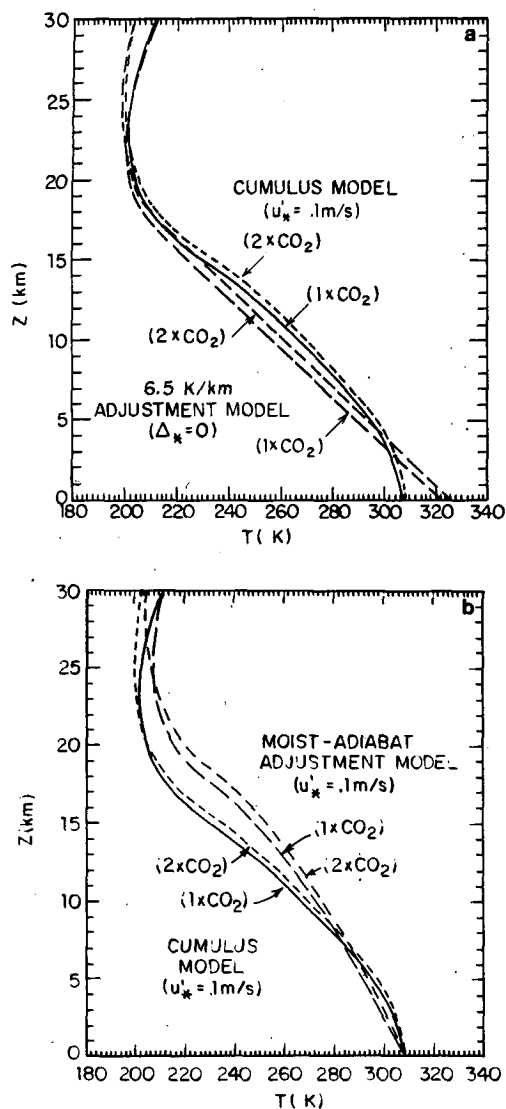 30
a
25
20
CUMULUS MODEL
(u'* = .1m/s)
15
(2×CO2)
Z (km)
(1×CO2)
10
(2×CO2)
6.5 K/km
ADJUSTMENT MODEL
(Δ*=0)
5
(1×CO2)
0
180 200 220 240 260 280 300 320 340
T( K)
30
b
25
20
MOIST-ADIABAT
ADJUSTMENT MODEL
(u'* = .1m/s)
Z(km)
15
(1×CO2)
(2×CO2)
(2×CO2)
10
(1×CO2)
CUMULUS
MODEL
(u'* = .1m/s)
5
0
180 200 220 240 260 280 300 320 340
T( K)